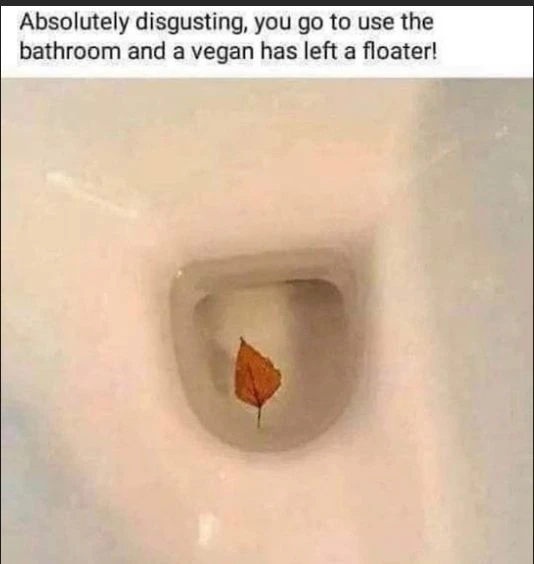 Absolutely disgusting, you go to use the
bathroom and a vegan has left a floater!